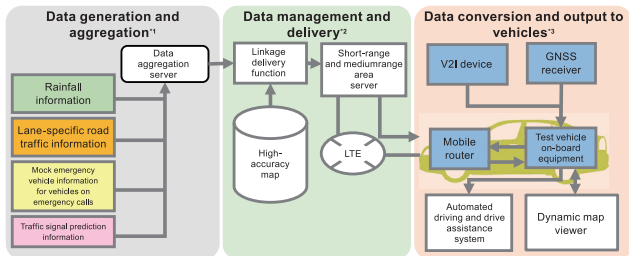 Data generation and
aggregation*1
Data management and
delivery*2
Data conversion and output to
vehicles*3
Data
aggregation
server
Rainfall
information
Lane-specific road
traffic information
Mock emergency
vehicle information
for vehicles on
emergency calls
Traffic signal prediction
information
Linkage
delivery
function
Short-range
and mediumrange
area
server
High-
accuracy
map
LTE
V2I device
GNSS
receiver
Mobile
router
Test vehicle
on-board
equipment
Automated
driving and drive
assistance
system
Dynamic map
viewer